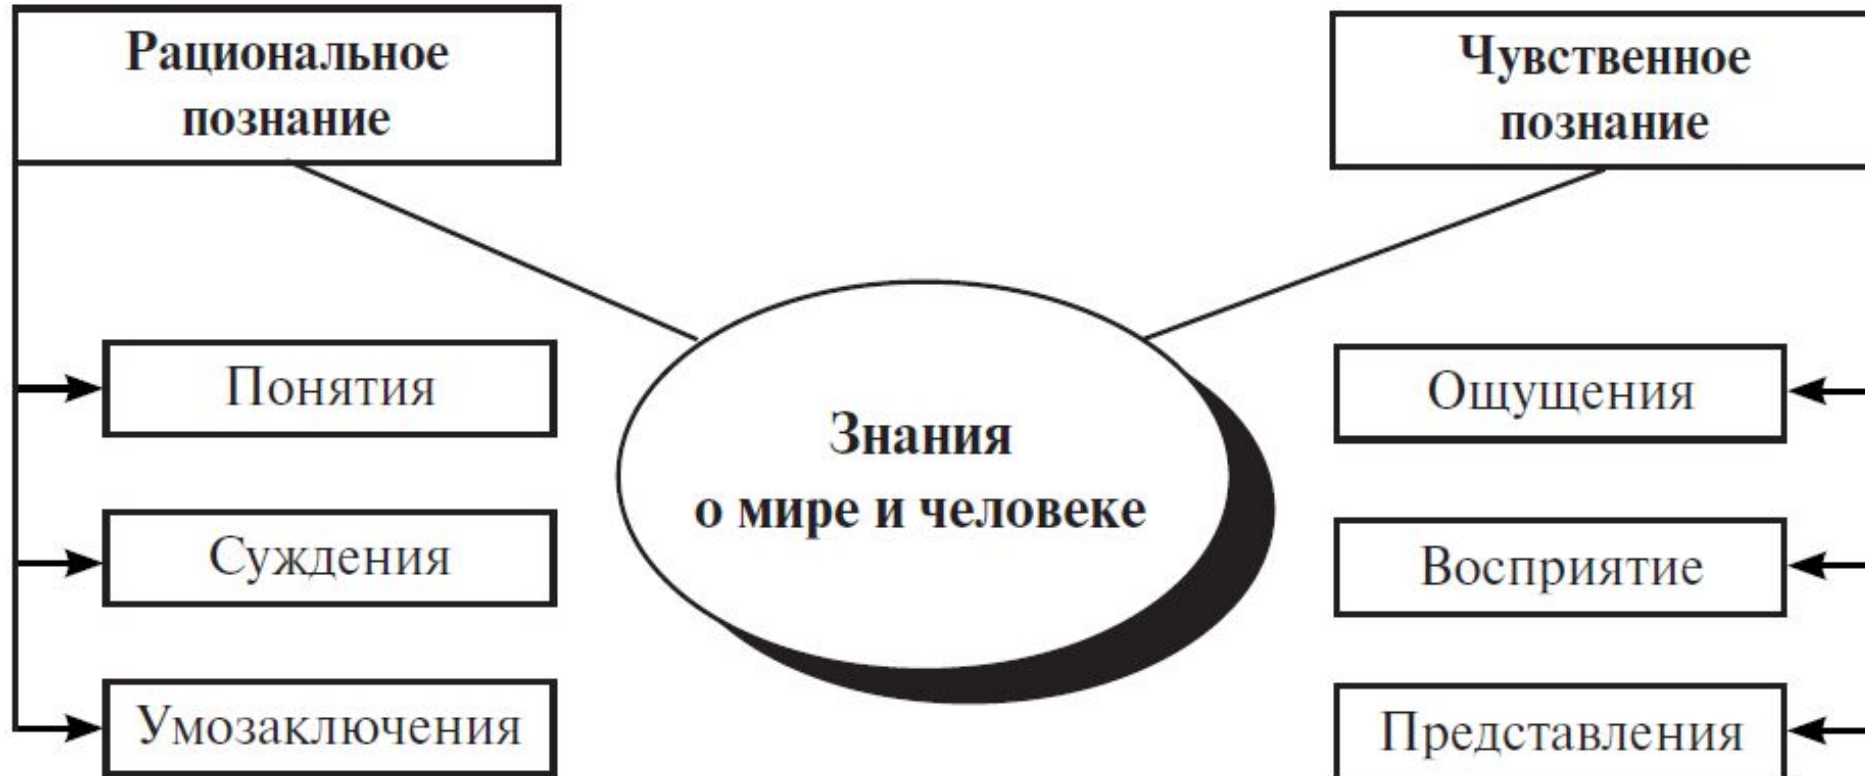 Рациональное
познание
Чувственное
познание
Понятия
Ощущения
Знания
о мире и человеке
Суждения
Восприятие
Умозаключения
Представления